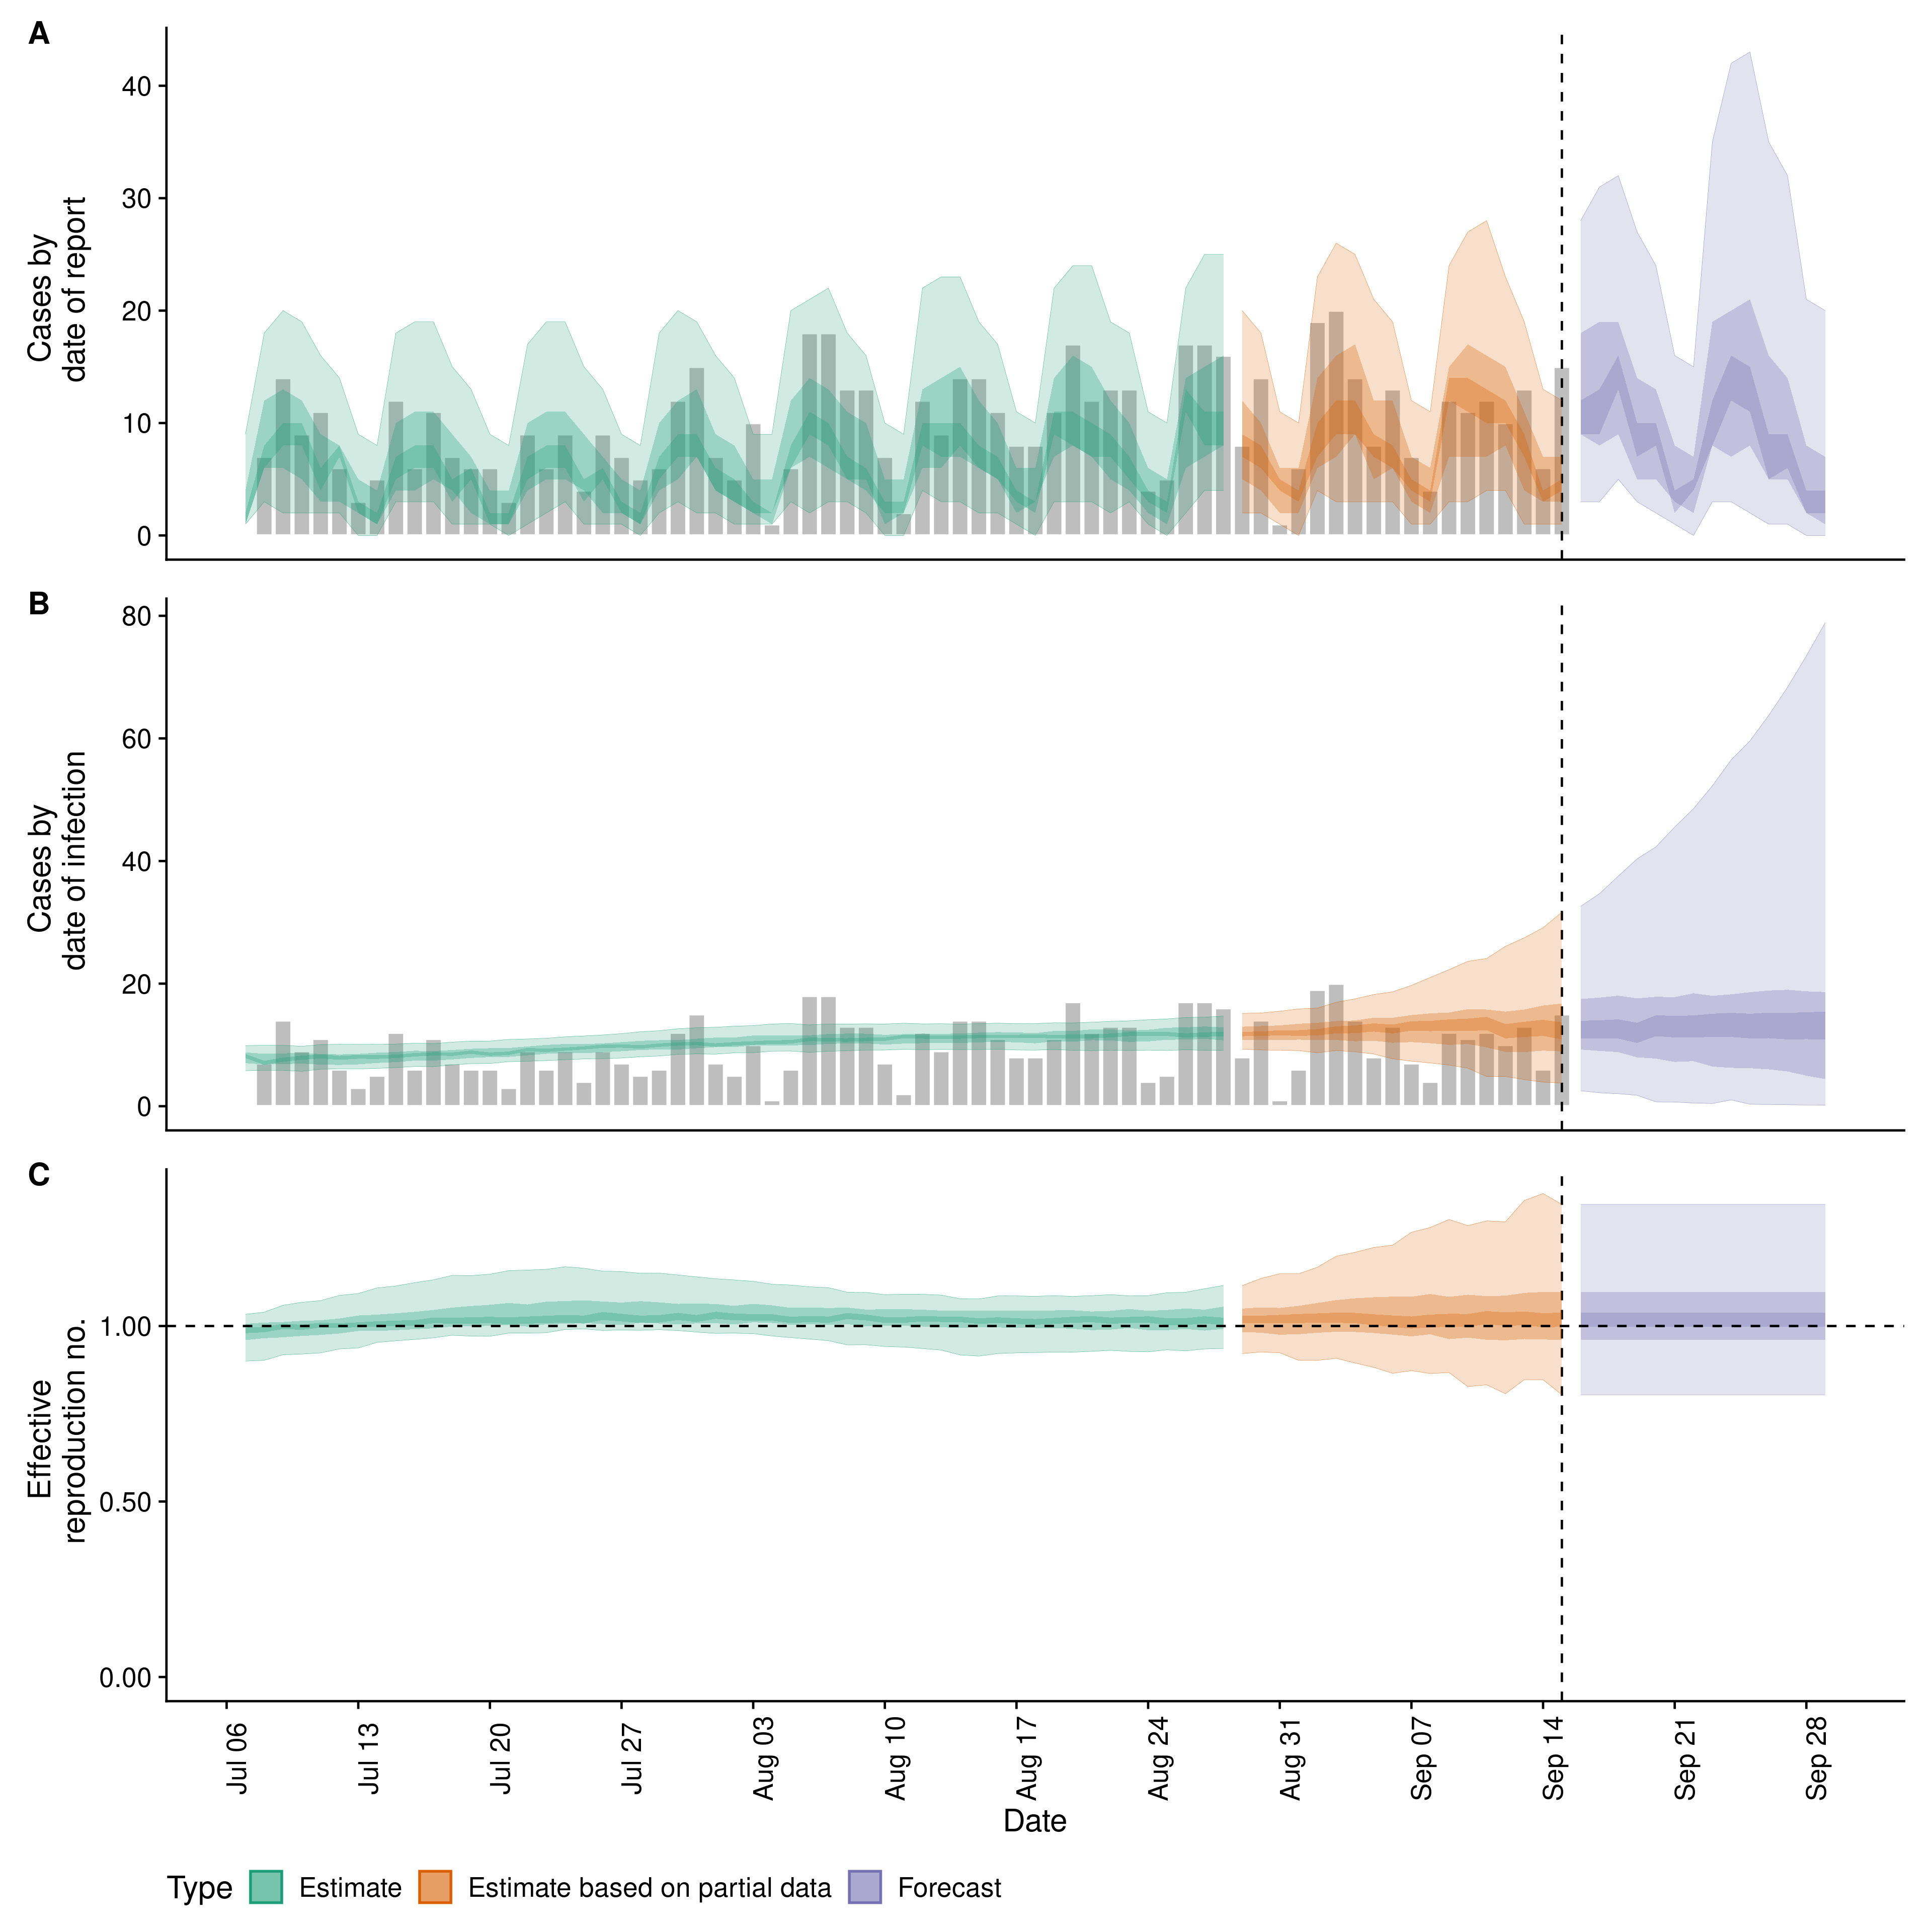 A
Cases by
date of report
40
30
20
10
0
B
Cases by
date of infection
80
60
40
20
0
C
Effective
reproduction no.
1.00
0.50
0.00
Jul 06
Jul 13
Jul 20
Jul 27
Aug 03
Aug 10
Aug 17
Aug 24
Aug 31
Sep 07
Sep 14
Sep 21
Sep 28
Date
Type Estimate Estimate based on partial data Forecast